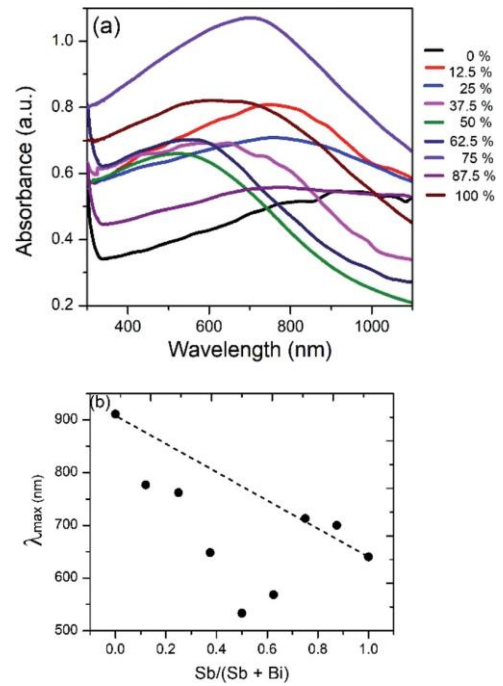 (a)
Absorbance (a.u.)
1.0
0.8
0.6
0.4
0.2
400 600 800 1000
Wavelength (nm)
0 %
12.5 %
25 %
37.5 %
50 %
62.5 %
75 %
87.5 %
100 %
(b)
λmax (nm)
900
800
700
600
500
0.0 0.2 0.4 0.6 0.8 1.0
Sb/(Sb + Bi)